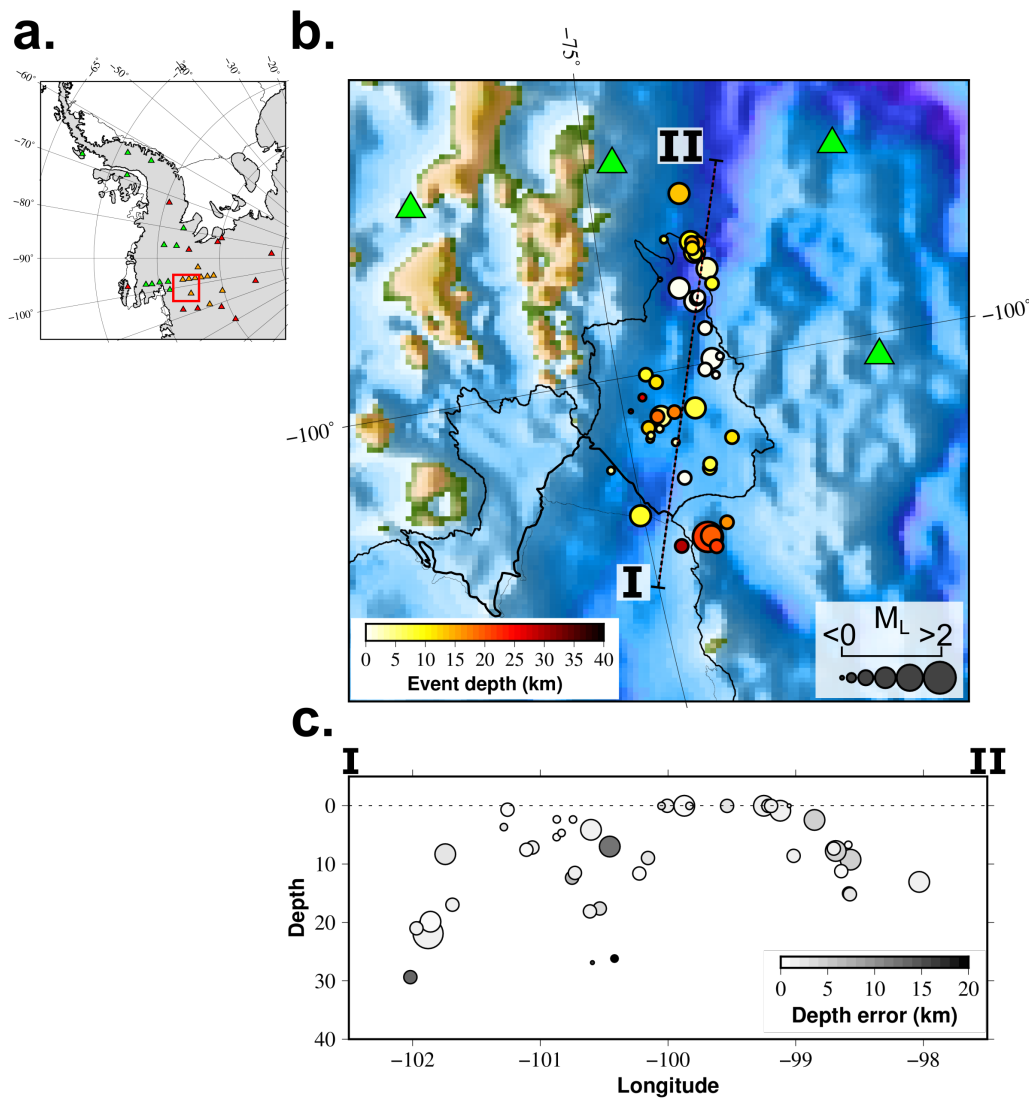 a.
−65°
−50°
−30°
−20°
−60°
−70°
−80°
−90°
−100°
b.
−75°
II
−100°
−100°
I
0 5 10 15 20 25 30 35 40
Event depth (km)
M_L
<0 >2
c.
I II
0
10
20
30
40
Depth
0 5 10 15 20
Depth error (km)
−102 −101 −100 −99 −98
Longitude